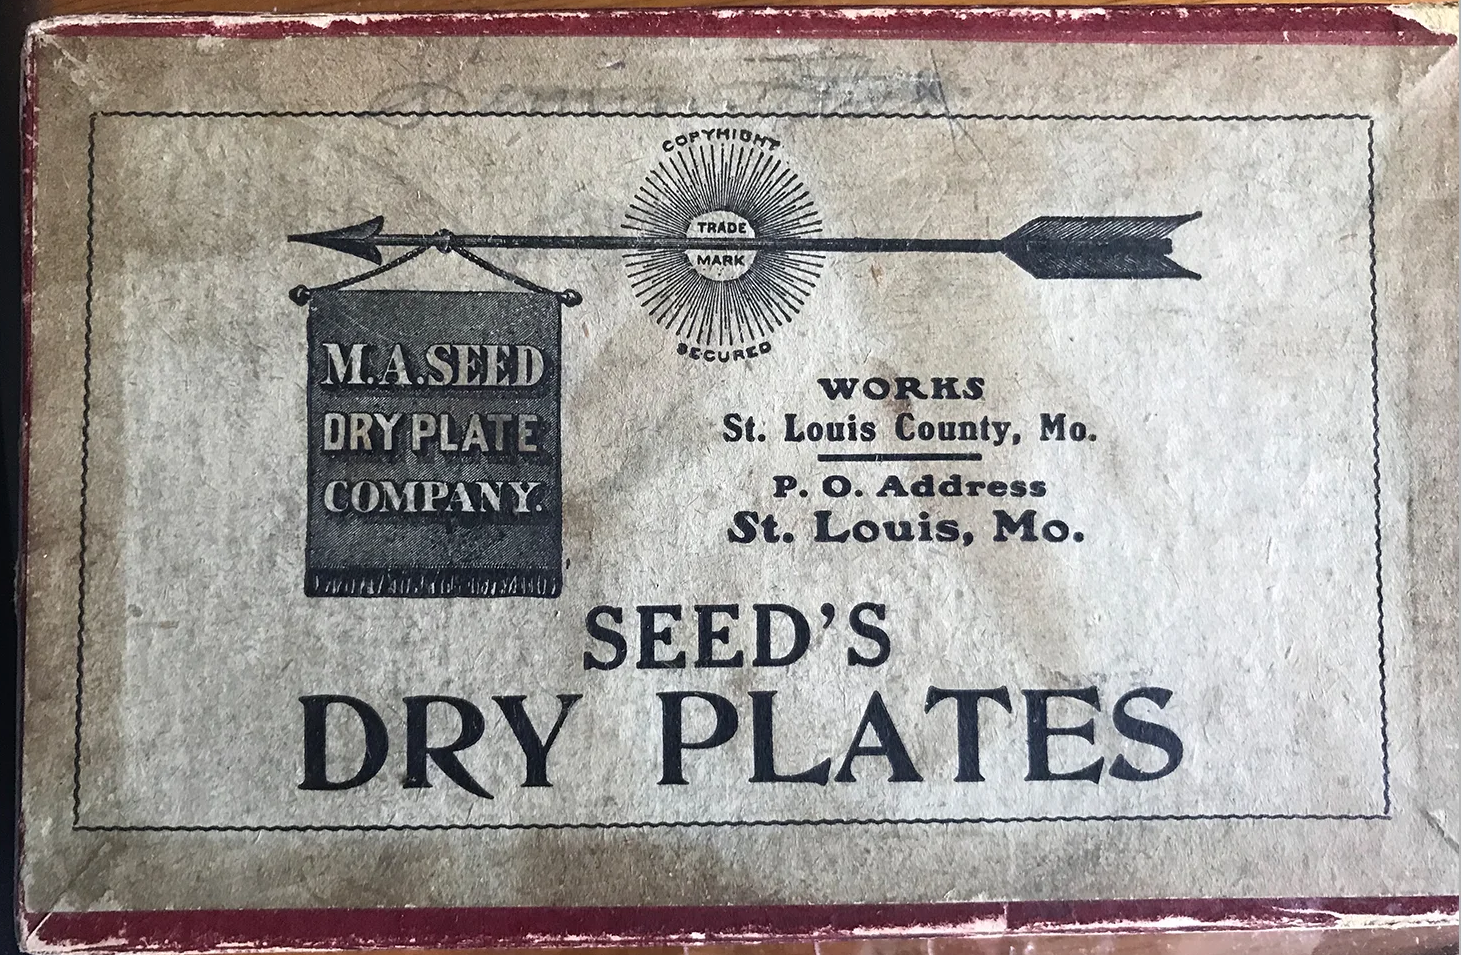 COPYRIGHT
TRADE
MARK
SECURED
M.A.SEED
DRY PLATE
COMPANY.
WORKS
St. Louis County, Mo.
P. O. Address
St. Louis, Mo.
SEED'S
DRY PLATES